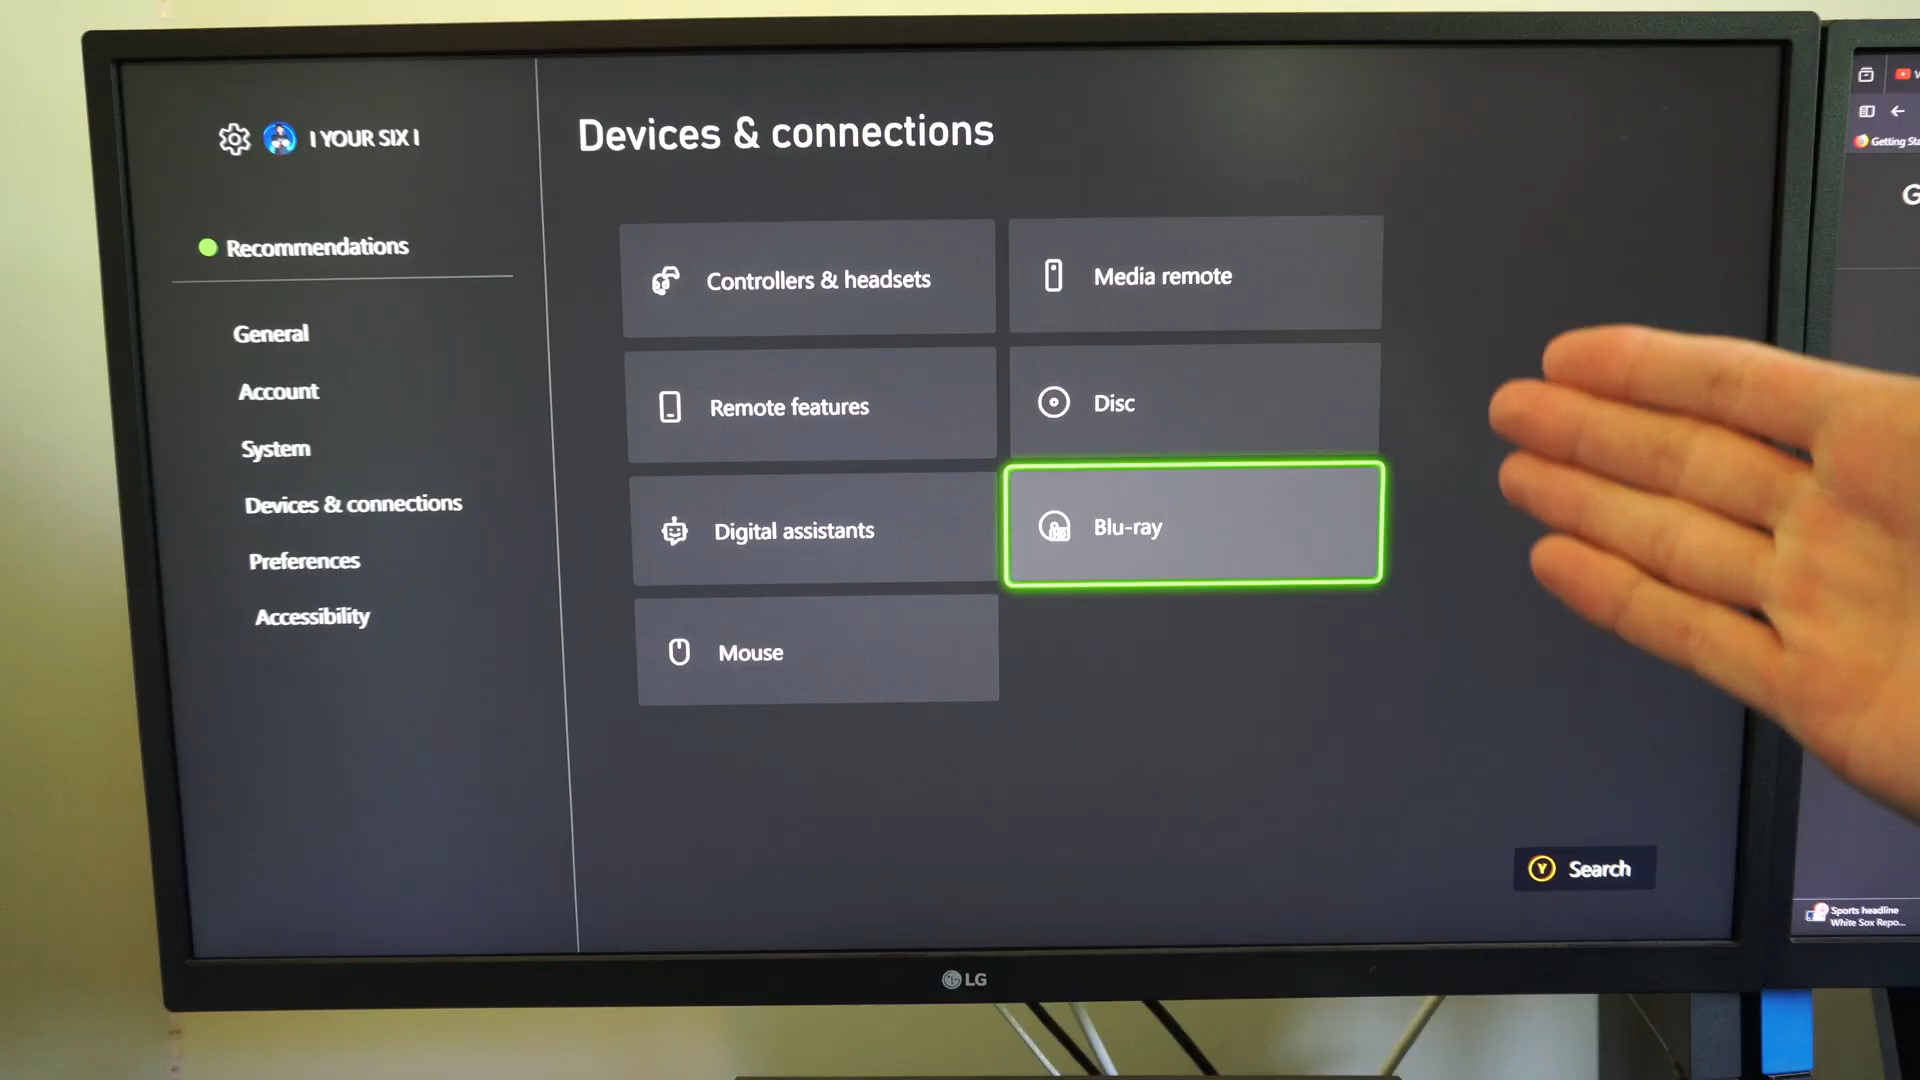 I YOUR SIX I
Recommendations
General
Account
System
Devices & connections
Preferences
Accessibility
Devices & connections
Controllers & headsets
Media remote
Remote features
Disc
Digital assistants
Blu-ray
Mouse
Y Search
LG
Getting Sta
G
Sports headline
White Sox Repo...